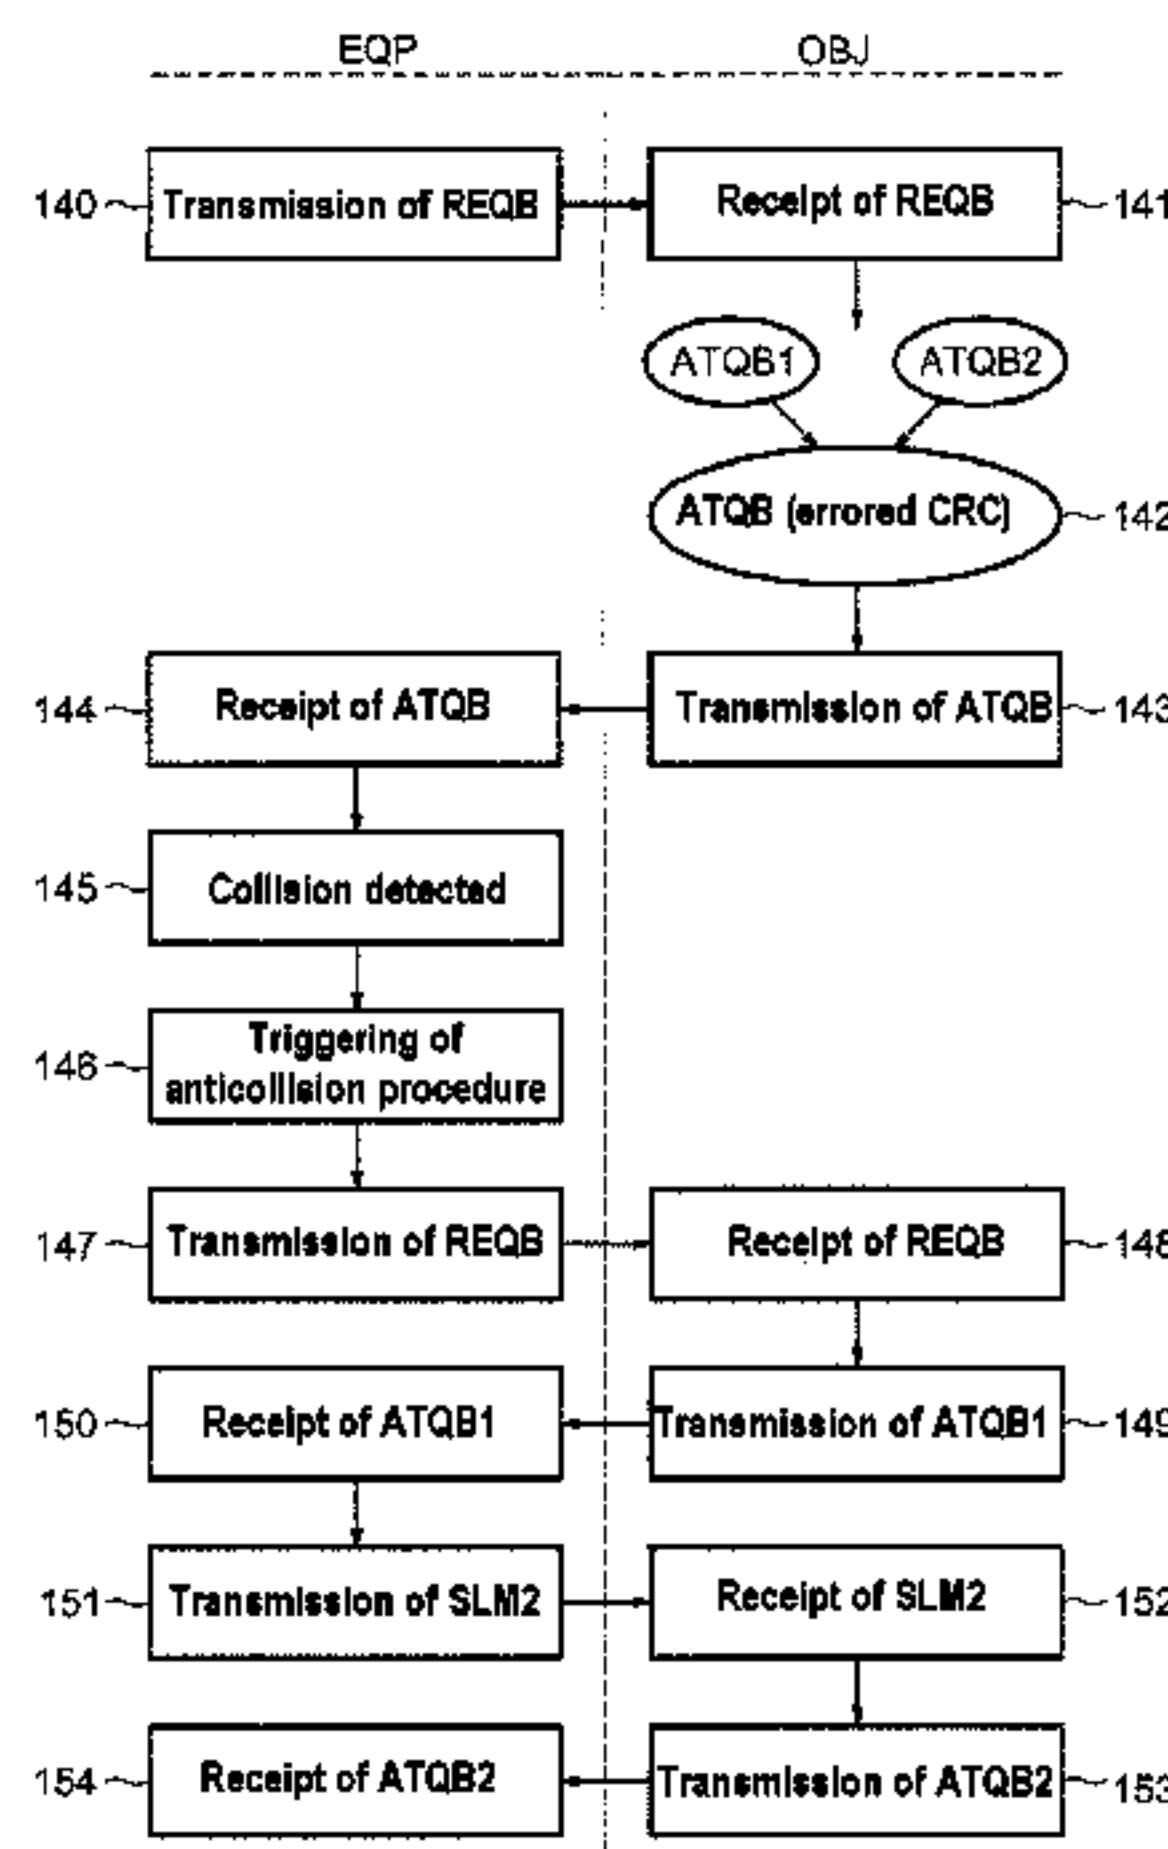 EQP OBJ
140 Transmission of REQB Receipt of REQB 141
ATQB1 ATQB2
ATQB (errored CRC) 142
144 Receipt of ATQB Transmission of ATQB 143
145 Collision detected
146 Triggering of
anticollision procedure
147 Transmission of REQB Receipt of REQB 148
150 Receipt of ATQB1 Transmission of ATQB1 149
151 Transmission of SLM2 Receipt of SLM2 152
154 Receipt of ATQB2 Transmission of ATQB2 153